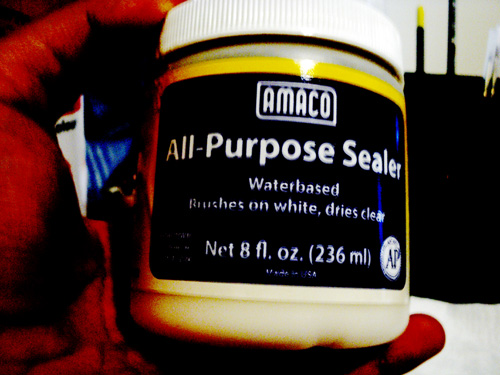 AMACO
All-Purpose Sealer
Waterbased
Brushes on white, dries clear
Net 8 fl. oz. (236 ml)
AP
Made in USA